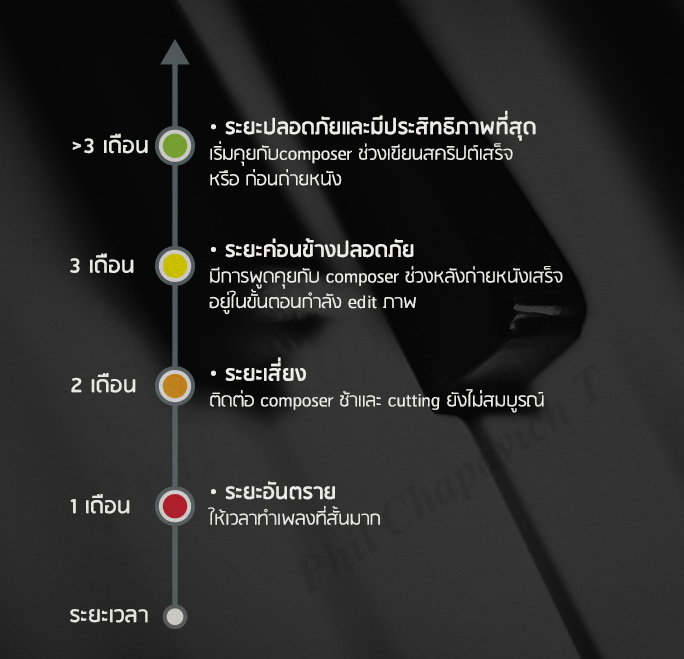 >3 เดือน
• ระยะปลอดภัยและมีประสิทธิภาพที่สุด
เริ่มคุยกับcomposer ช่วงเขียนสคริปต์เสร็จ
หรือ ก่อนถ่ายหนัง
3 เดือน
• ระยะค่อนข้างปลอดภัย
มีการพูดคุยกับ composer ช่วงหลังถ่ายหนังเสร็จ
อยู่ในขั้นตอนกำลัง edit ภาพ
2 เดือน
• ระยะเสี่ยง
ติดต่อ composer ช้าและ cutting ยังไม่สมบูรณ์
1 เดือน
• ระยะอันตราย
ให้เวลาทำเพลงที่สั้นมาก
ระยะเวลา
Phil Chapavich T